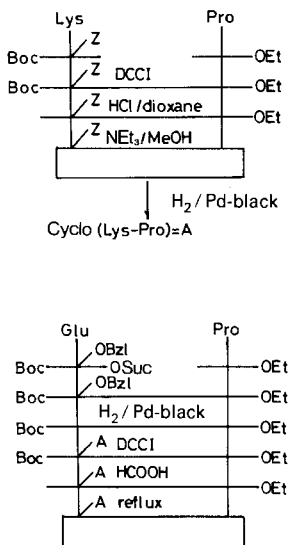 Lys Pro
Z
Boc OEt
DCCI
Z
Boc OEt
HCl/dioxane
Z
OEt
NEt₃/MeOH
Z
H₂/Pd-black
Cyclo (Lys-Pro)=A
Glu Pro
OBzl
Boc OSuc OEt
OBzl
Boc OEt
H₂/Pd-black
Boc OEt
A DCCI
Boc OEt
A HCOOH
OEt
A reflux